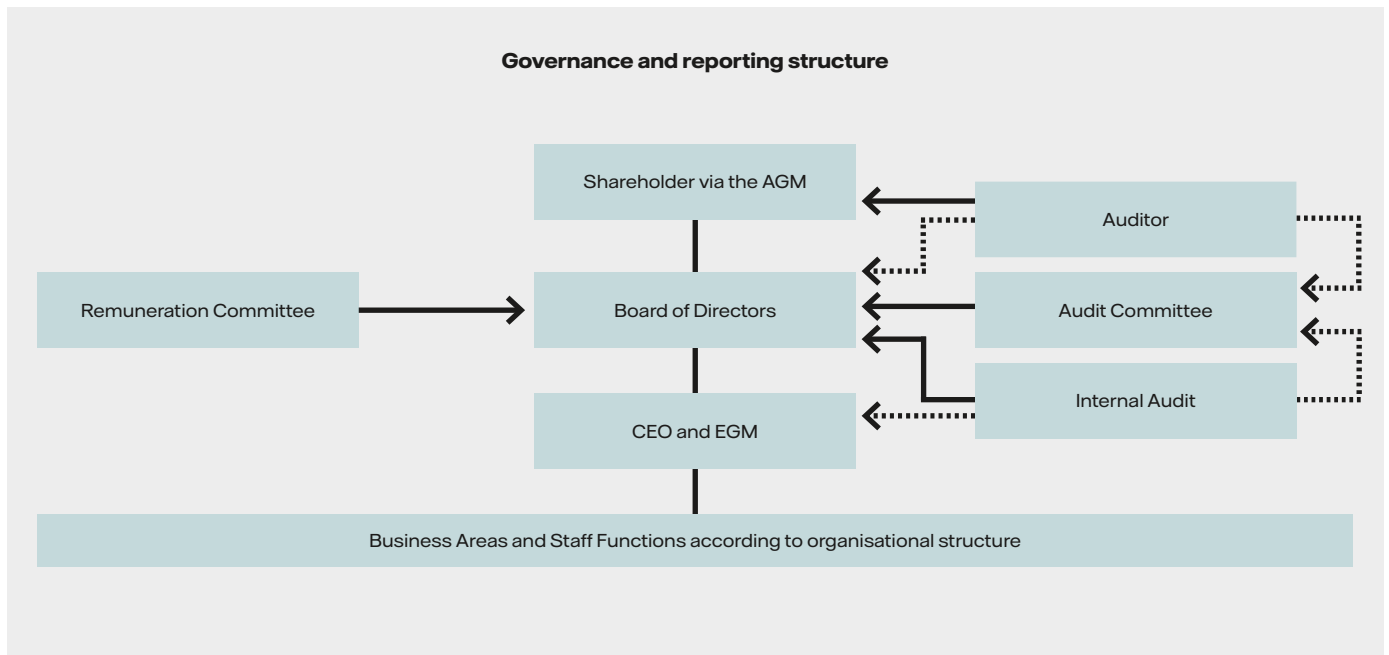 Governance and reporting structure
Shareholder via the AGM
Auditor
Remuneration Committee
Board of Directors
Audit Committee
Internal Audit
CEO and EGM
Business Areas and Staff Functions according to organisational structure